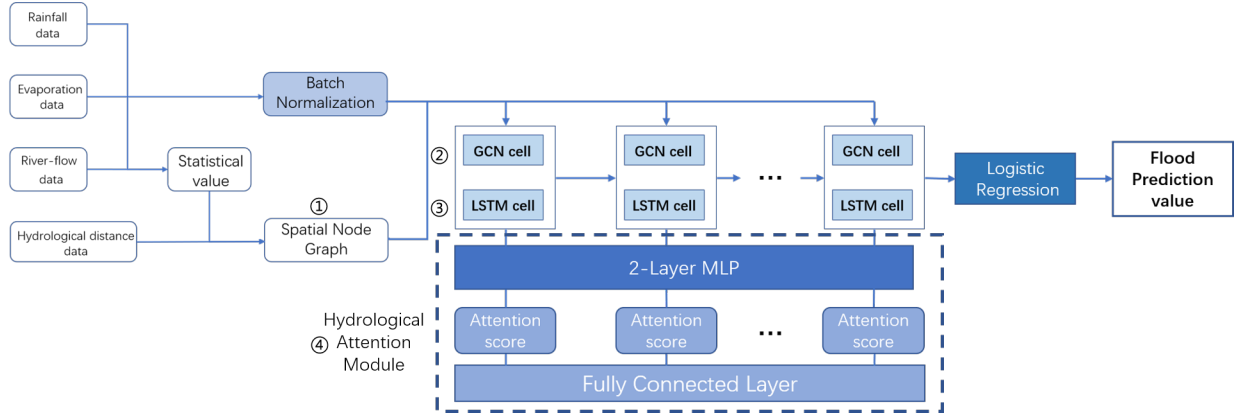 Rainfall
data
Evaporation
data
River-flow
data
Hydrological distance
data
Statistical
value
Batch
Normalization
①
Spatial Node
Graph
②
GCN cell
GCN cell
GCN cell
③
LSTM cell
LSTM cell
...
LSTM cell
Logistic
Regression
Flood
Prediction
value
2-Layer MLP
Hydrological
④ Attention
Module
Attention
score
Attention
score
...
Attention
score
Fully Connected Layer